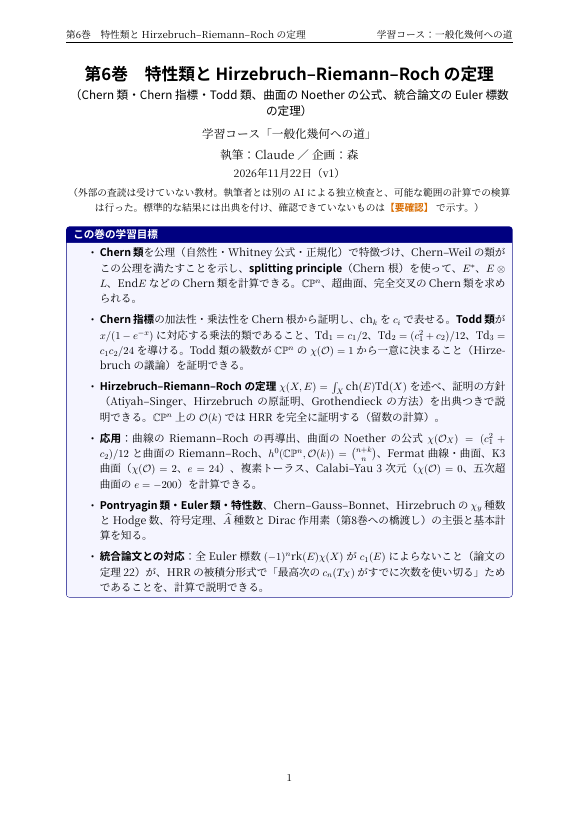 第6巻　特性類と Hirzebruch–Riemann–Roch の定理　学習コース：一般化幾何への道
第6巻　特性類と Hirzebruch–Riemann–Roch の定理
（Chern 類・Chern 指標・Todd 類、曲面の Noether の公式、統合論文の Euler 標数
の定理）
学習コース「一般化幾何への道」
執筆：Claude ／ 企画：森
2026年11月22日（v1）
（外部の査読は受けていない教材。執筆者とは別の AI による独立検査と、可能な範囲の計算での検算
は行った。標準的な結果には出典を付け、確認できていないものは【要確認】 で示す。）
この巻の学習目標
・ Chern 類を公理（自然性・Whitney 公式・正規化）で特徴づけ、Chern–Weil の類が
この公理を満たすことを示し、splitting principle（Chern 根）を使って、E*、E ⊗
L、EndE などの Chern 類を計算できる。ℂℙⁿ、超曲面、完全交叉の Chern 類を求め
られる。
・ Chern 指標の加法性・乗法性を Chern 根から証明し、chₖ を cᵢ で表せる。Todd 類が
x/(1 − e⁻ˣ) に対応する乗法的類であること、Td₁ = c₁/2、Td₂ = (c₁² + c₂)/12、Td₃ =
c₁c₂/24 を導ける。Todd 類の級数が ℂℙⁿ の χ(𝒪) = 1 から一意に決まること（Hirze-
bruch の議論）を証明できる。
・ Hirzebruch–Riemann–Roch の定理 χ(X, E) = ∫_X ch(E)Td(X) を述べ、証明の方針
（Atiyah–Singer、Hirzebruch の原証明、Grothendieck の方法）を出典つきで説
明できる。ℂℙⁿ 上の 𝒪(k) では HRR を完全に証明する（留数の計算）。
・ 応用：曲線の Riemann–Roch の再導出、曲面の Noether の公式 χ(𝒪_X) = (c₁² +
c₂)/12 と曲面の Riemann–Roch、h⁰(ℂℙⁿ, 𝒪(k)) = \binom{n+k}{n}、Fermat 曲線・曲面、K3
曲面（χ(𝒪) = 2、e = 24）、複素トーラス、Calabi–Yau 3 次元（χ(𝒪) = 0、五次超
曲面の e = −200）を計算できる。
・ Pontryagin 類・Euler 類・特性数、Chern–Gauss–Bonnet、Hirzebruch の χ_y 種数
と Hodge 数、符号定理、Â 種数と Dirac 作用素（第8巻への橋渡し）の主張と基本計
算を知る。
・ 統合論文との対応：全 Euler 標数 (−1)ⁿrk(E)χ(X) が c₁(E) によらないこと（論文の
定理 22）が、HRR の被積分形式で「最高次の cₙ(T_X) がすでに次数を使い切る」ため
であることを、計算で説明できる。
1